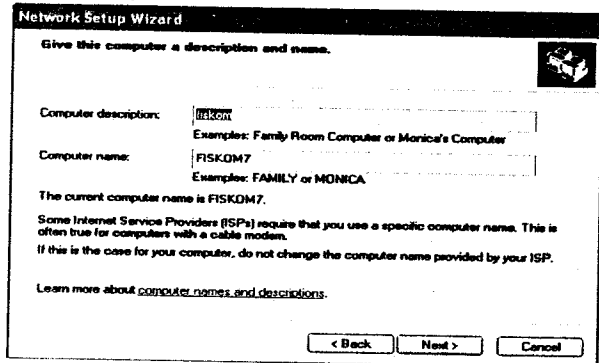 Network Setup Wizard
Give this computer a description and name.
Computer description: fiskom
Examples: Family Room Computer or Monica's Computer
Computer name: FISKOM7
Examples: FAMILY or MONICA
The current computer name is FISKOM7.
Some Internet Service Providers (ISPs) require that you use a specific computer name. This is
often true for computers with a cable modem.
If this is the case for your computer, do not change the computer name provided by your ISP.
Learn more about computer names and descriptions.
< Back Next > Cancel